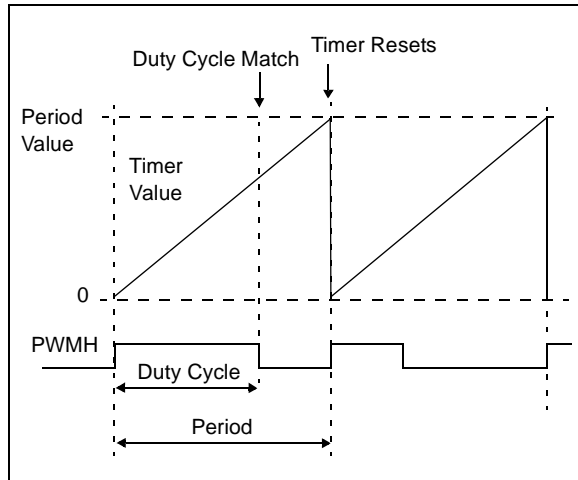 Timer Resets
Duty Cycle Match
Period
Value
Timer
Value
0
PWMH
Duty Cycle
Period